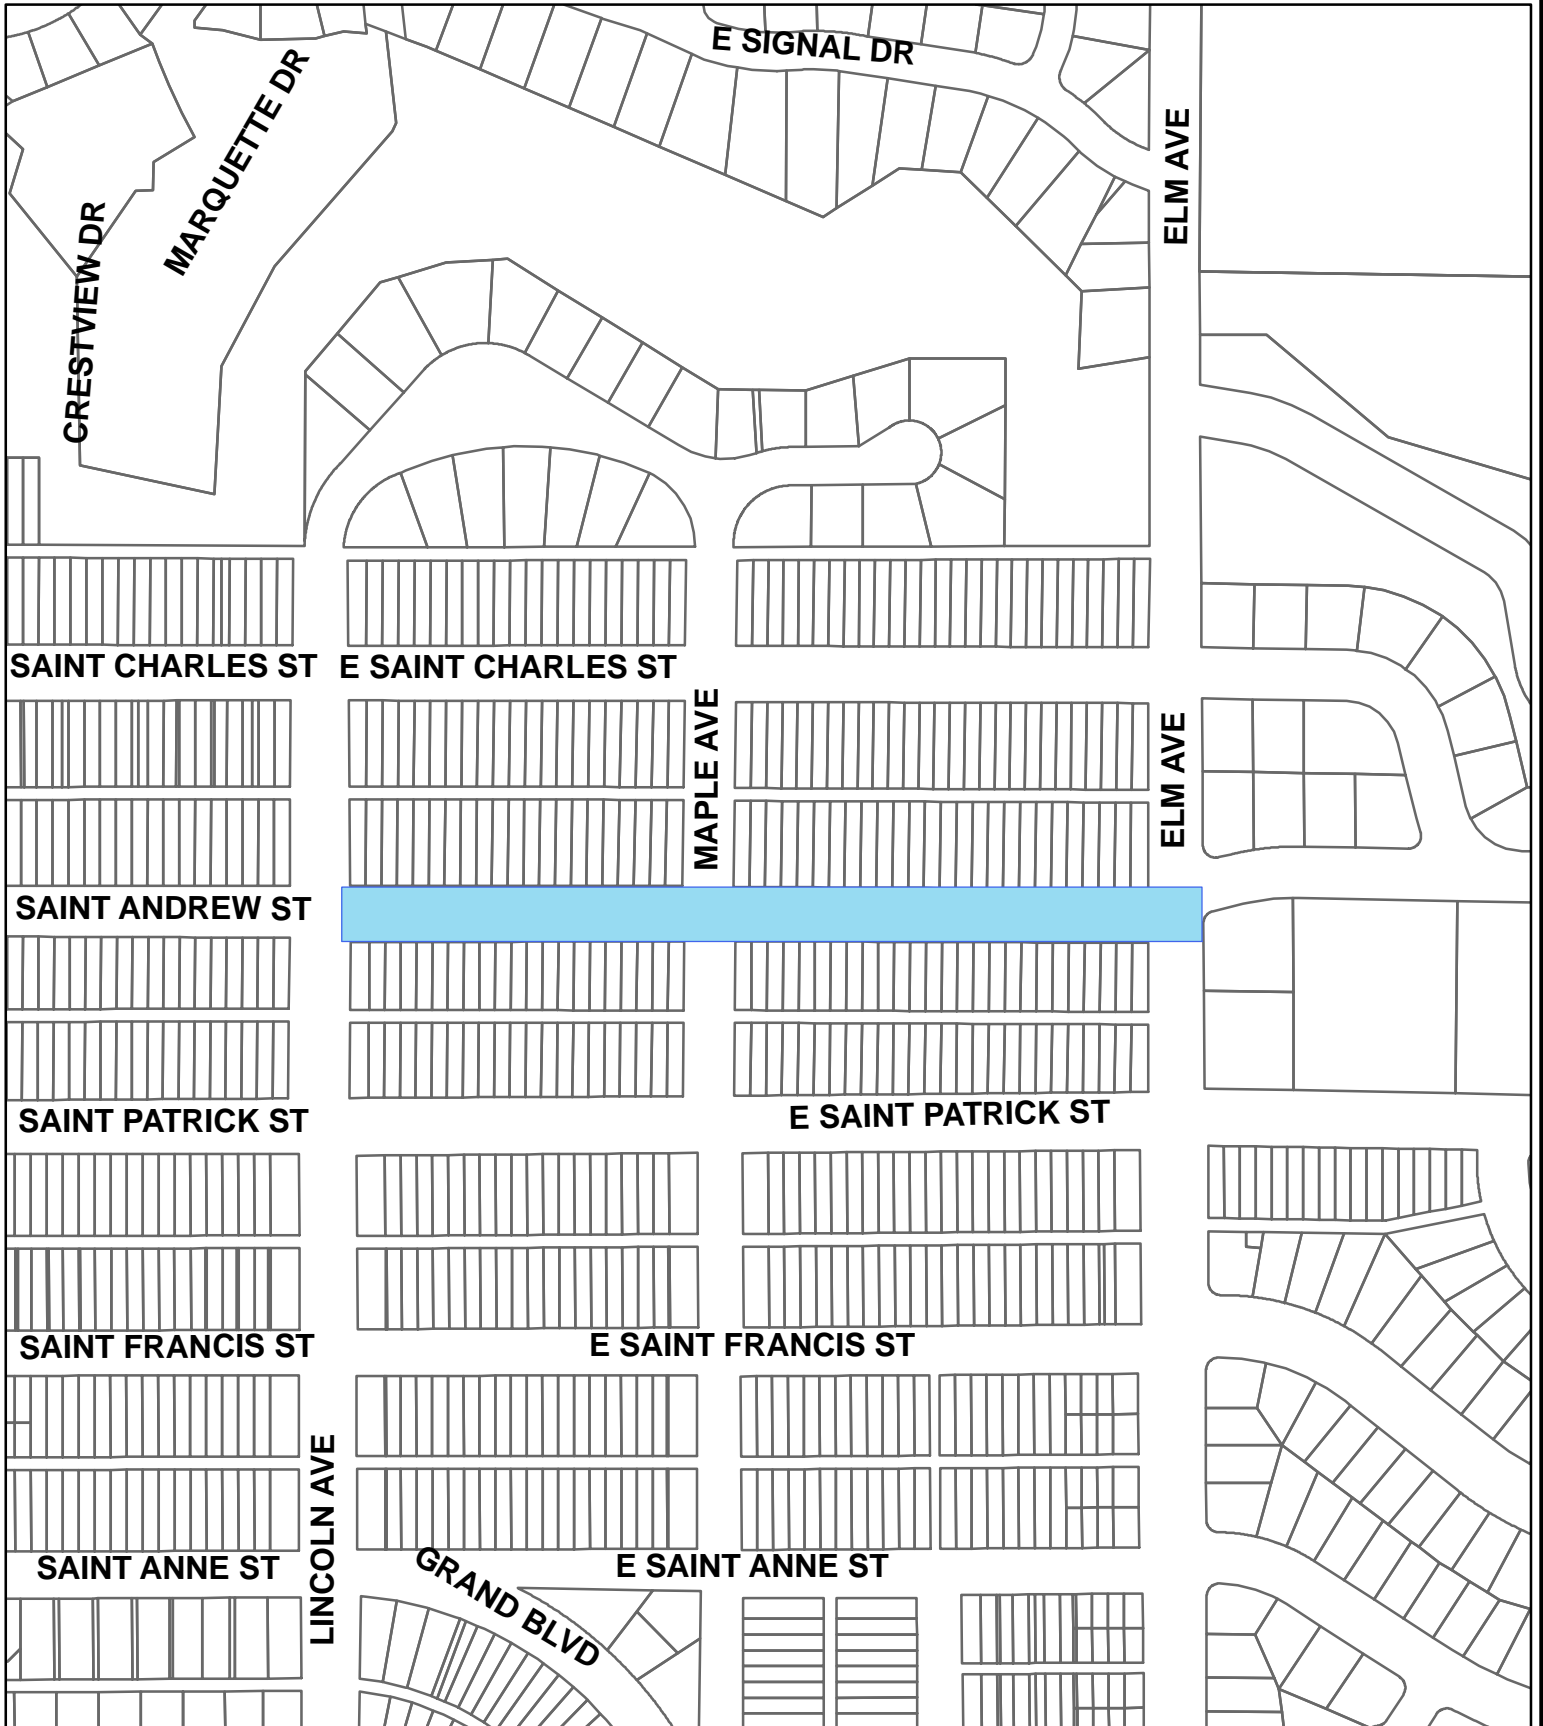 E SIGNAL DR
MARQUETTE DR
ELM AVE
CRESTVIEW DR
SAINT CHARLES ST
E SAINT CHARLES ST
MAPLE AVE
ELM AVE
SAINT ANDREW ST
SAINT PATRICK ST
E SAINT PATRICK ST
SAINT FRANCIS ST
E SAINT FRANCIS ST
LINCOLN AVE
SAINT ANNE ST
GRAND BLVD
E SAINT ANNE ST